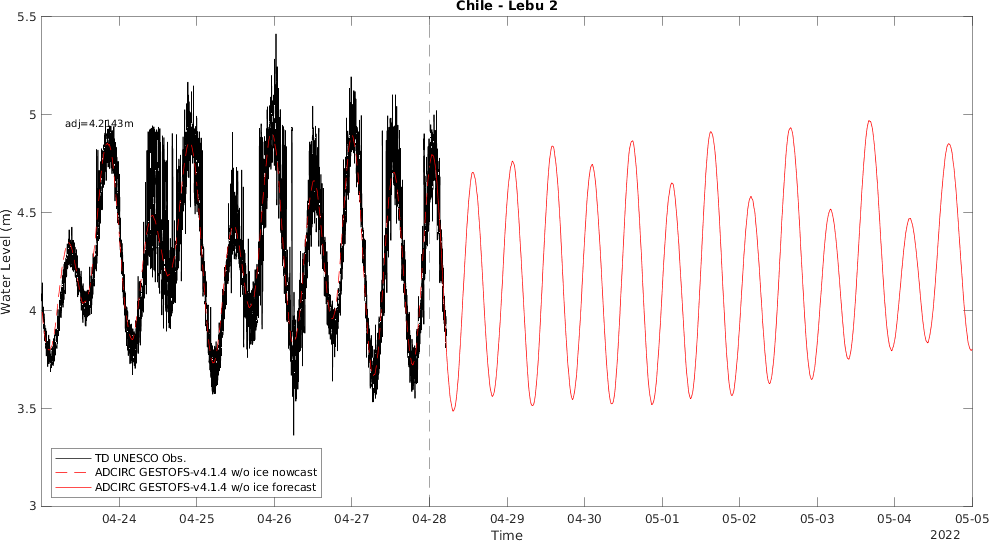 Chile - Lebu 2
5.5
5
4.5
4
3.5
3
Water Level (m)
adj=4.2143m
TD UNESCO Obs.
ADCIRC GESTOFS-v4.1.4 w/o ice nowcast
ADCIRC GESTOFS-v4.1.4 w/o ice forecast
04-24 04-25 04-26 04-27 04-28 04-29 04-30 05-01 05-02 05-03 05-04 05-05
Time
2022